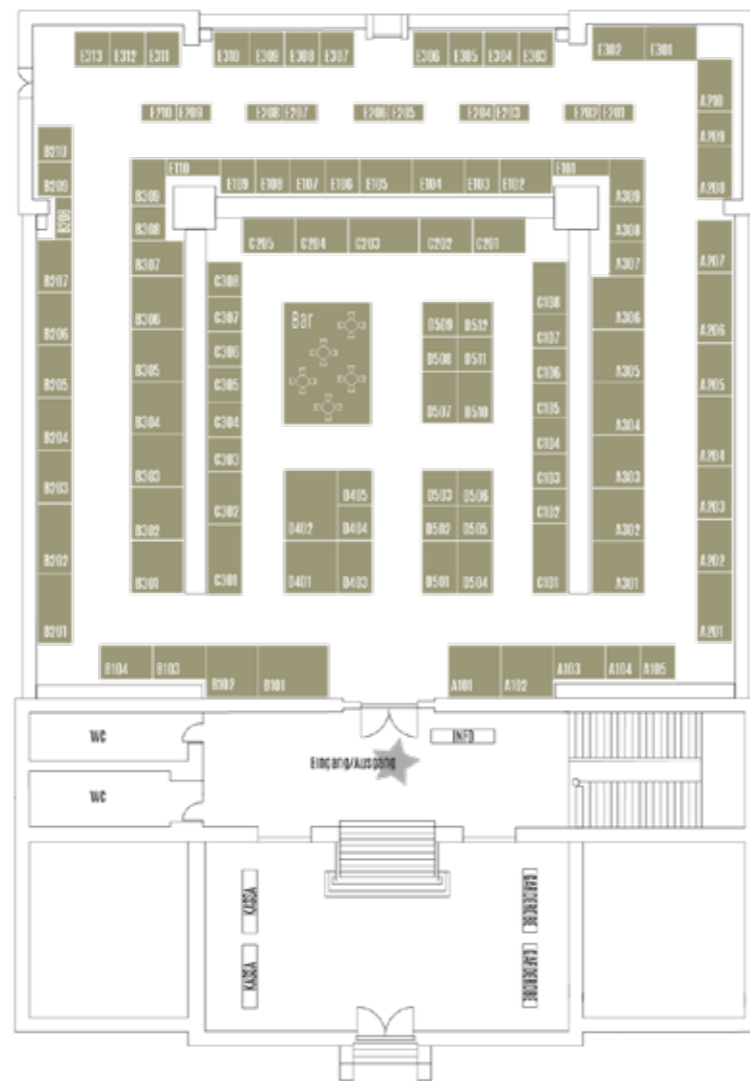 E313 E312 E311 E310 E309 E308 E307 E306 E305 E304 E303 E302 E301
E210 E209 E208 E207 E206 E205 E204 E203 E202 E201
A210
A209
A208
B210
B209
B208
E110 E109 E108 E107 E106 E105 E104 E103 E102 E101
B309
B308
B307
A309
A308
A307
C205 C204 C203 C202 C201
B207
B206
B205
B204
B203
B202
B201
B306
B305
B304
B303
B302
B301
C308
C307
C306
C305
C304
C303
C302
C301
Bar
D509 D512
D508 D511
D507 D510
D405
D402 D404
D401 D403
D503 D506
D502 D505
D501 D504
C108
C107
C106
C105
C104
C103
C102
C101
A306
A305
A304
A303
A302
A301
A207
A206
A205
A204
A203
A202
A201
B104 B103 B102 B101 A101 A102 A103 A104 A105
WC
INFO
Eingang/Ausgang
WC
KASSA
GARDEROBE
KASSA
GARDEROBE